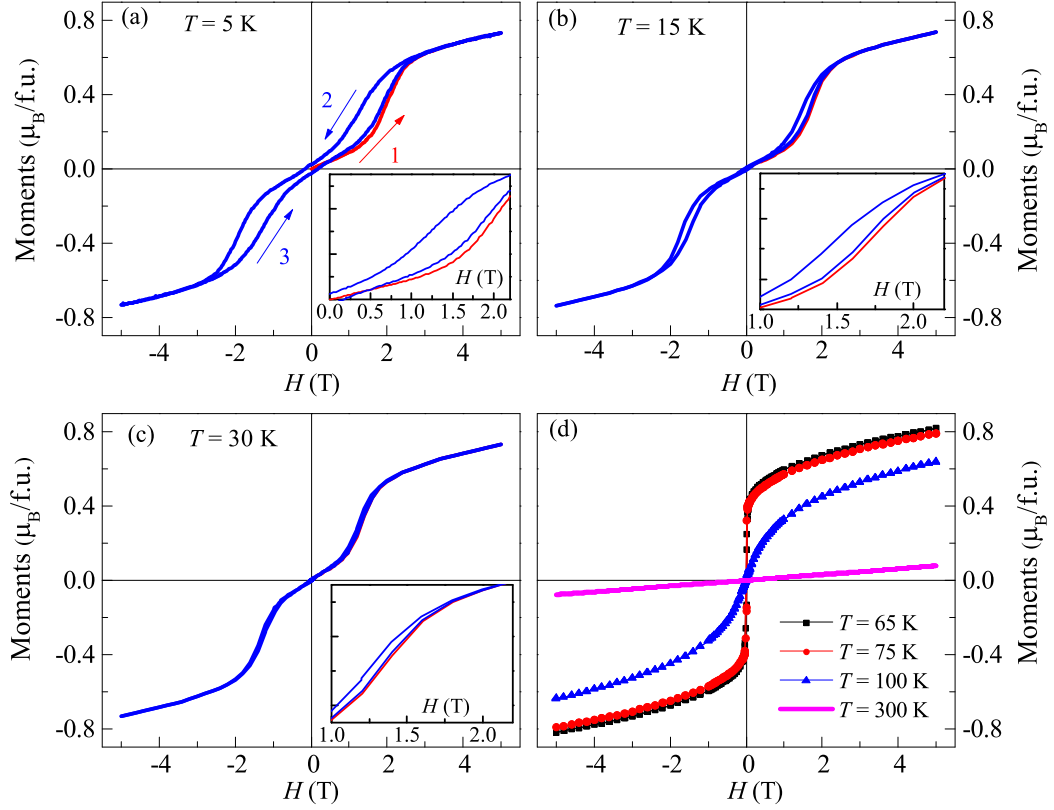 (a)
T = 5 K
0.8
0.4
0.0
-0.4
-0.8
Moments (μB/f.u.)
2
1
3
H (T)
0.0 0.5 1.0 1.5 2.0
-4 -2 0 2 4
H (T)
(b)
T = 15 K
0.8
0.4
0.0
-0.4
-0.8
Moments (μB/f.u.)
H (T)
1.0 1.5 2.0
-4 -2 0 2 4
H (T)
(c)
T = 30 K
0.8
0.4
0.0
-0.4
-0.8
Moments (μB/f.u.)
H (T)
1.0 1.5 2.0
-4 -2 0 2 4
H (T)
(d)
0.8
0.4
0.0
-0.4
-0.8
Moments (μB/f.u.)
T = 65 K
T = 75 K
T = 100 K
T = 300 K
-4 -2 0 2 4
H (T)